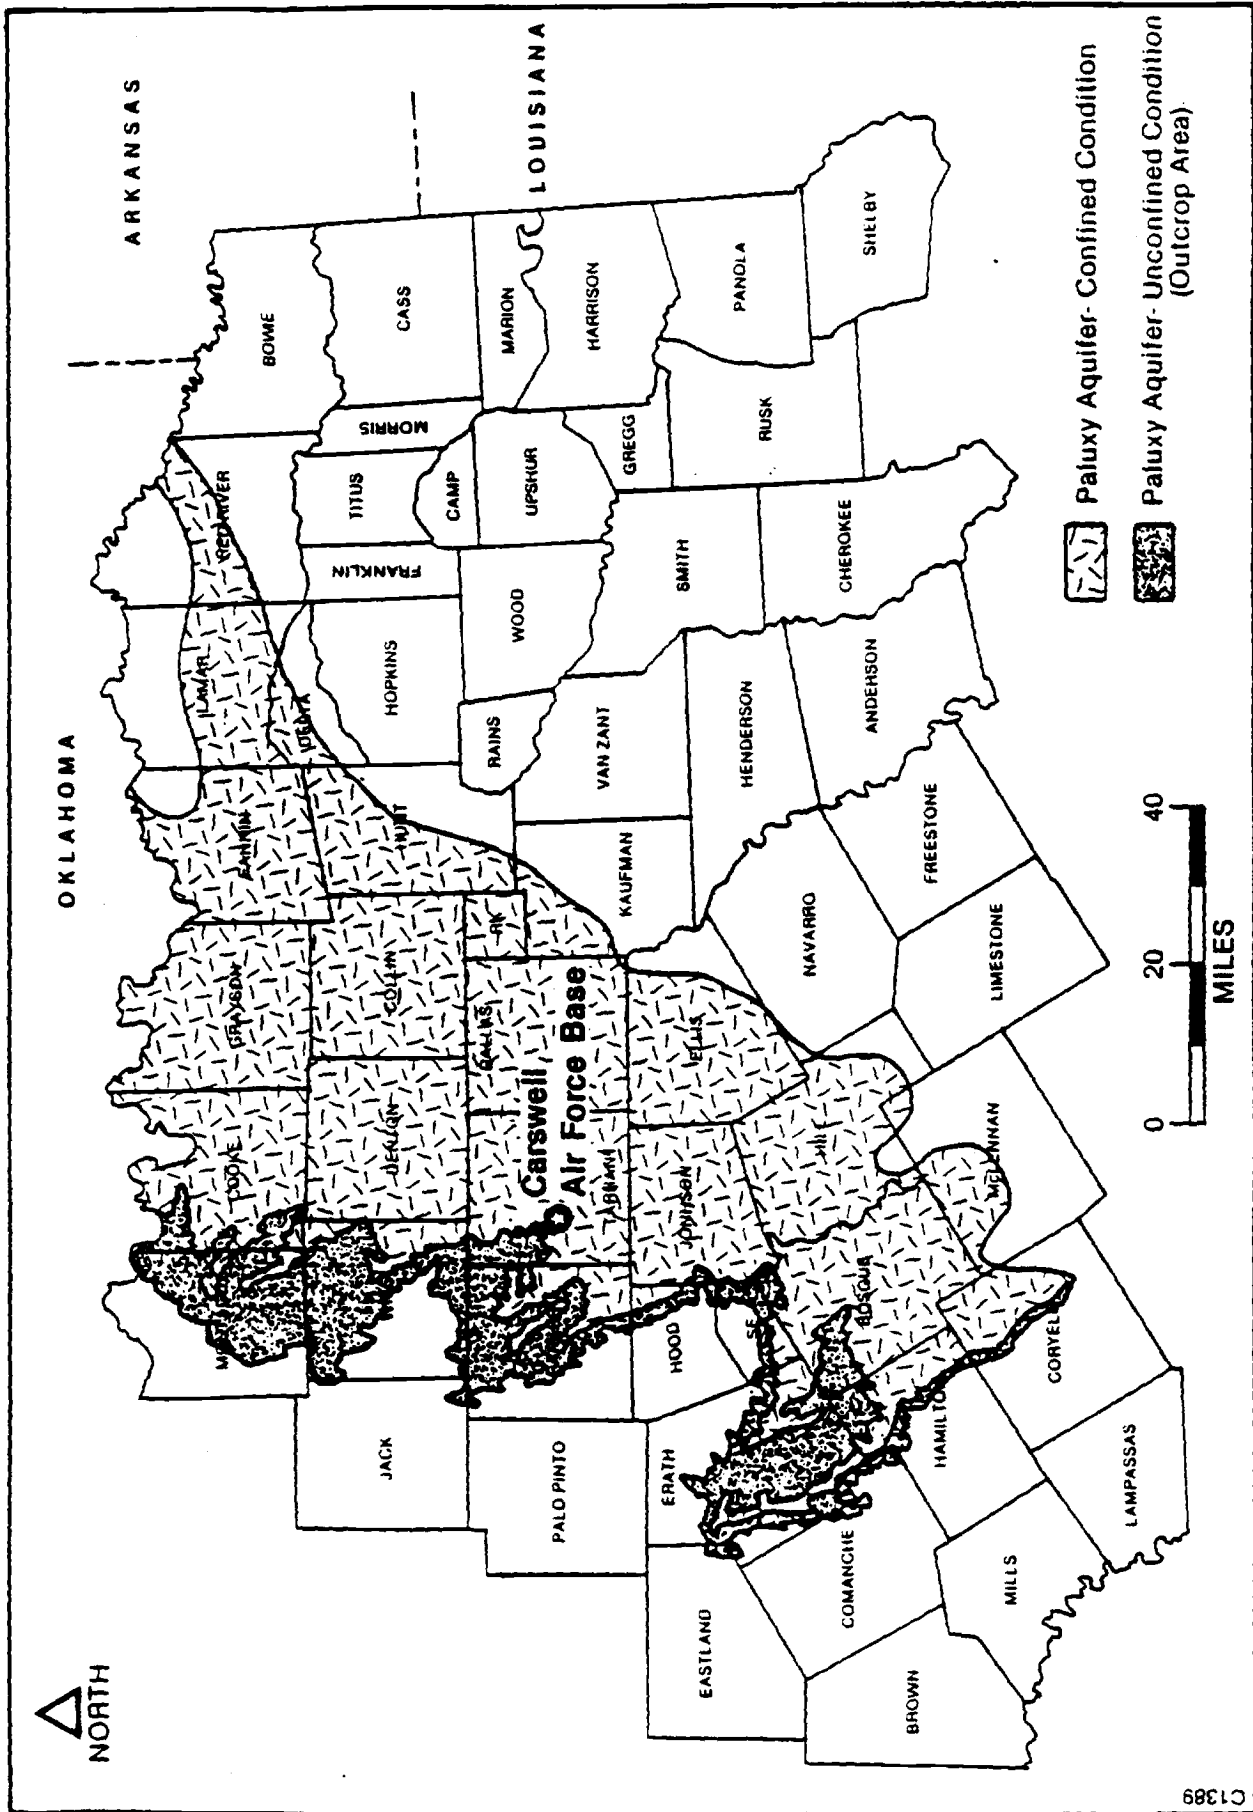 NORTH
OKLAHOMA
ARKANSAS
LOUISIANA
COOKE
GRAYSON
FANNIN
LAMAR
RED RIVER
BOWIE
JACK
DENTON
COLLIN
HUNT
DELTA
HOPKINS
FRANKLIN
TITUS
MORRIS
CASS
PALO PINTO
Carswell
Air Force Base
TARRANT
DALLAS
RK
RAINS
WOOD
CAMP
UPSHUR
MARION
HARRISON
GREGG
EASTLAND
ERATH
HOOD
JOHNSON
ELLIS
KAUFMAN
VAN ZANT
SMITH
RUSK
PANOLA
SHELBY
HENDERSON
CHEROKEE
ANDERSON
NAVARRO
FREESTONE
LIMESTONE
HILL
BOSQUE
MCLENNAN
BROWN
COMANCHE
HAMILTON
CORYELL
MILLS
LAMPASSAS
0 20 40
MILES
Paluxy Aquifer- Confined Condition
Paluxy Aquifer- Unconfined Condition
(Outcrop Area)
C1389